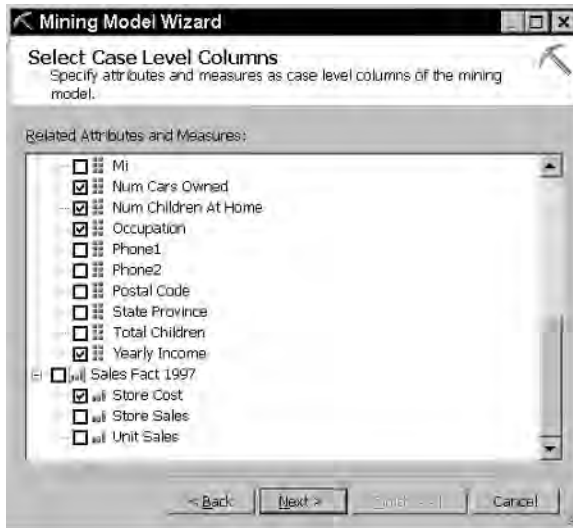 Mining Model Wizard
Select Case Level Columns
Specify attributes and measures as case level columns of the mining
model.
Related Attributes and Measures:
Mi
Num Cars Owned
Num Children At Home
Occupation
Phone1
Phone2
Postal Code
State Province
Total Children
Yearly Income
Sales Fact 1997
Store Cost
Store Sales
Unit Sales
< Back
Next >
Cancel